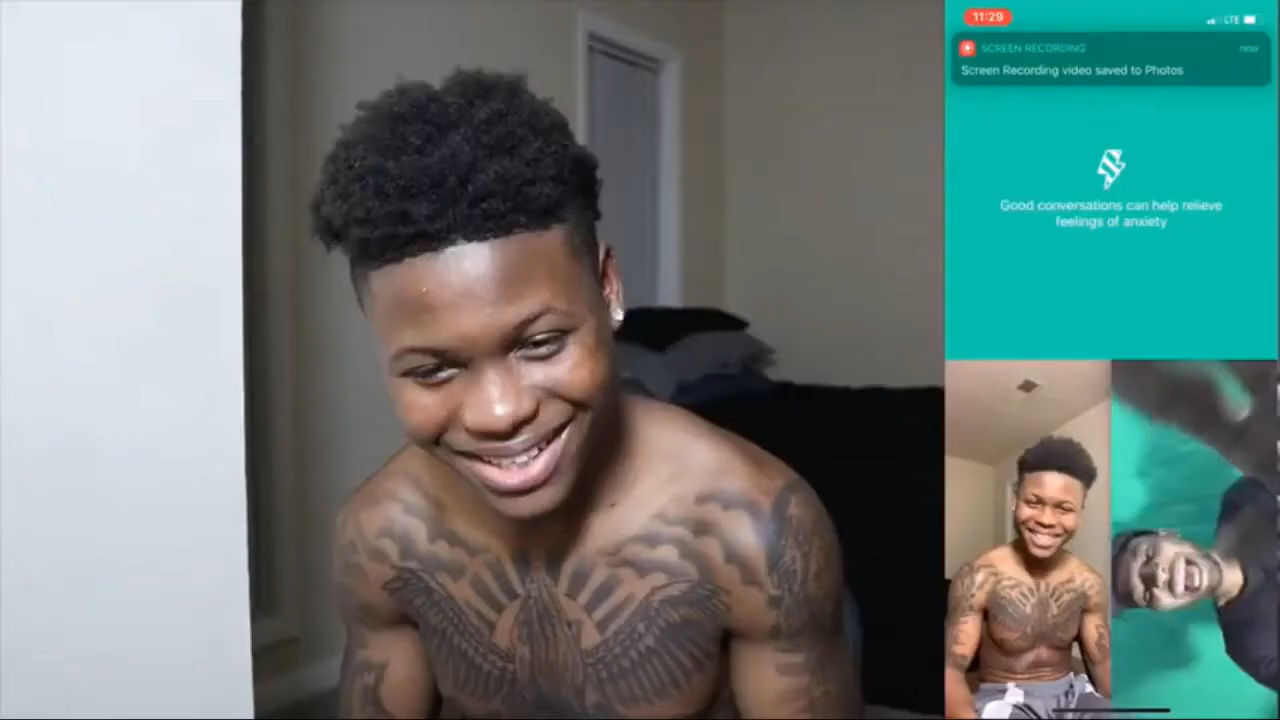 11:29
LTE
SCREEN RECORDING
now
Screen Recording video saved to Photos
Good conversations can help relieve
feelings of anxiety